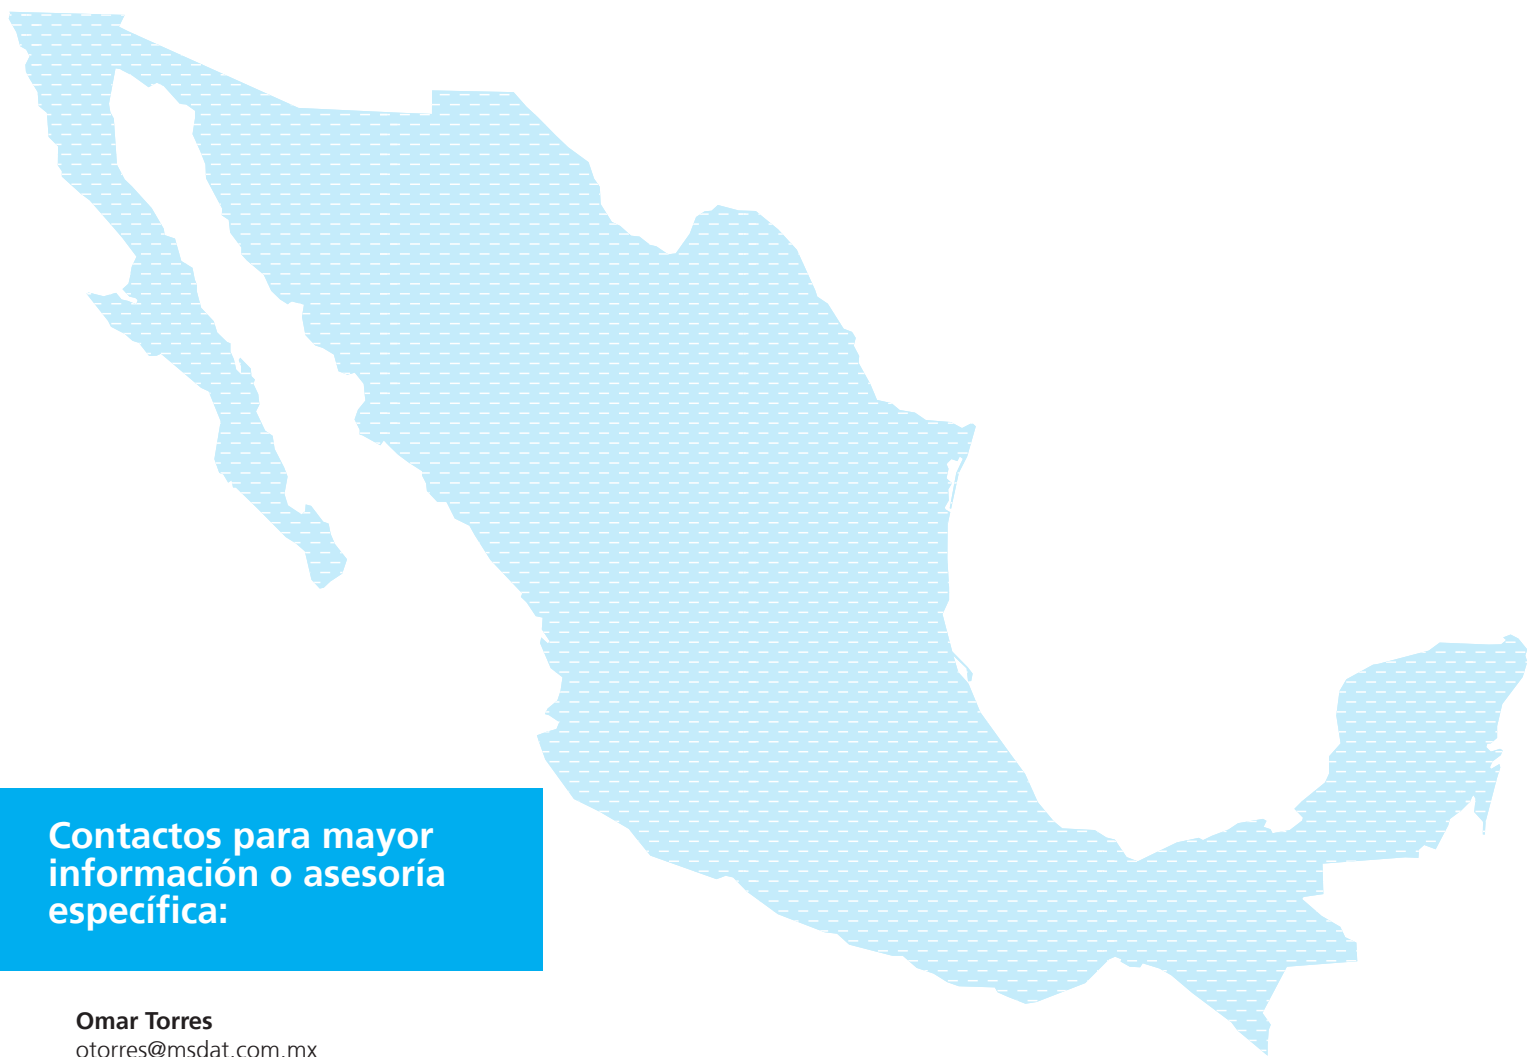 Contactos para mayor
información o asesoría
específica:
Omar Torres
otorres@msdat.com.mx